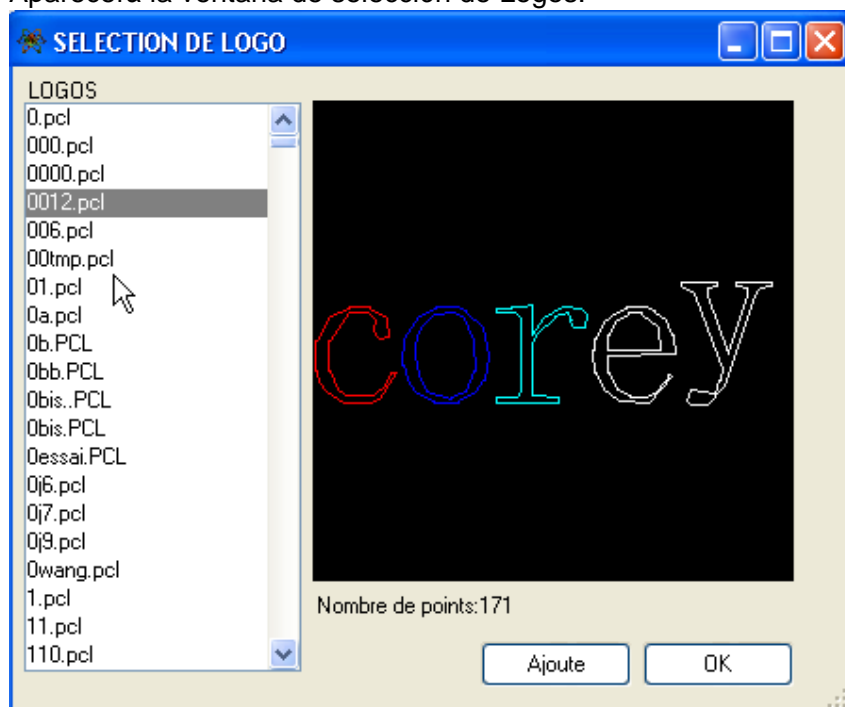 Aparecerá la ventana de selección de Logos.
SELECTION DE LOGO
LOGOS
0.pcl
000.pcl
0000.pcl
0012.pcl
006.pcl
00tmp.pcl
01.pcl
0a.pcl
0b.PCL
0bb.PCL
0bis..PCL
0bis.PCL
0essai.PCL
0j6.pcl
0j7.pcl
0j9.pcl
0wang.pcl
1.pcl
11.pcl
110.pcl
corey
Nombre de points:171
Ajoute
OK